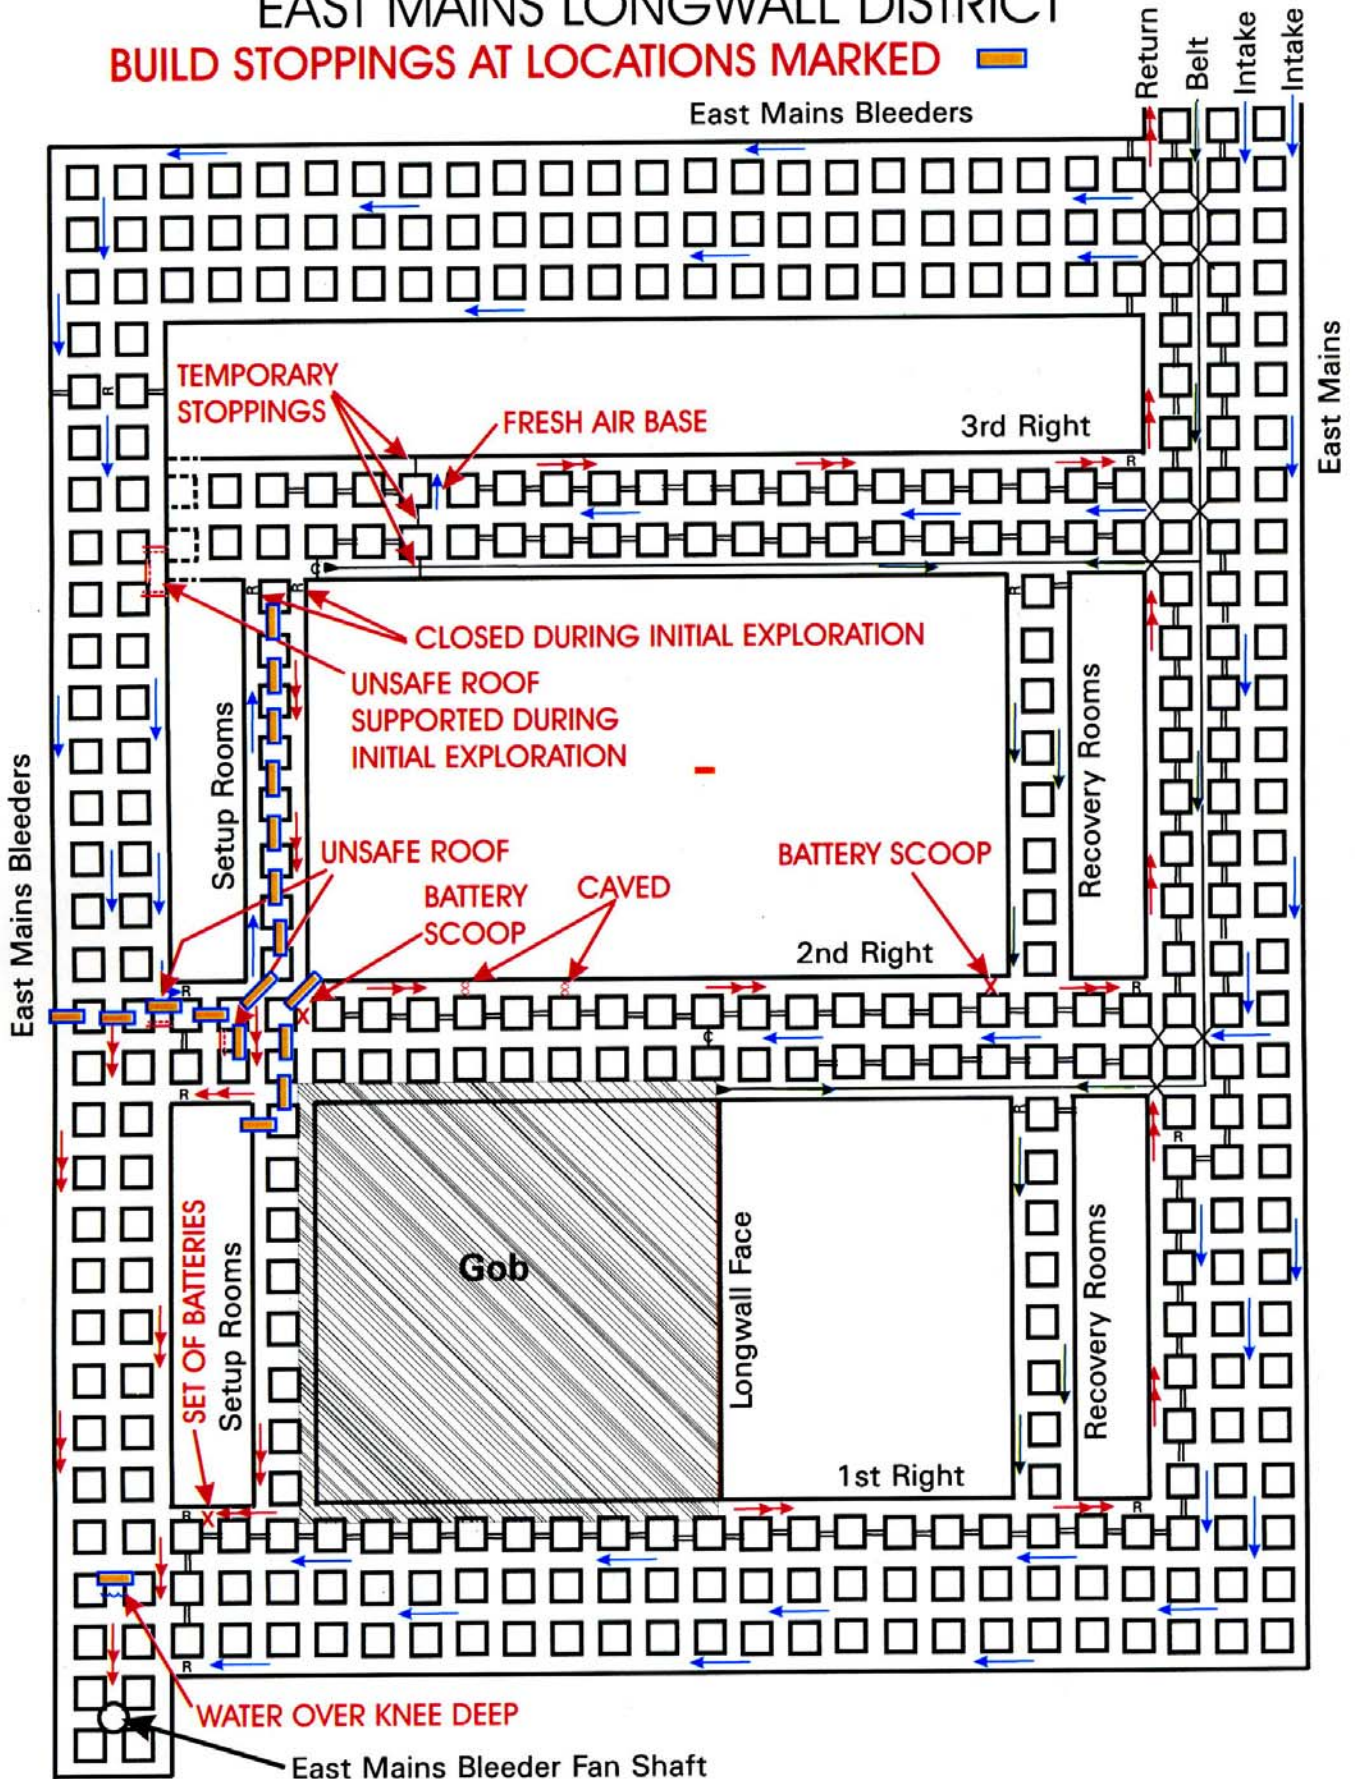 EAST MAINS LONGWALL DISTRICT
BUILD STOPPINGS AT LOCATIONS MARKED
Return
Belt
Intake
Intake
East Mains Bleeders
East Mains
R
R
TEMPORARY
STOPPINGS
FRESH AIR BASE
3rd Right
R
C
R
R
R
CLOSED DURING INITIAL EXPLORATION
UNSAFE ROOF
SUPPORTED DURING
INITIAL EXPLORATION
Setup Rooms
Recovery Rooms
East Mains Bleeders
UNSAFE ROOF
BATTERY
SCOOP
CAVED
BATTERY SCOOP
2nd Right
R
X
X
R
C
R
R
R
SET OF BATTERIES
Setup Rooms
Gob
Longwall Face
Recovery Rooms
1st Right
R
X
R
R
WATER OVER KNEE DEEP
East Mains Bleeder Fan Shaft